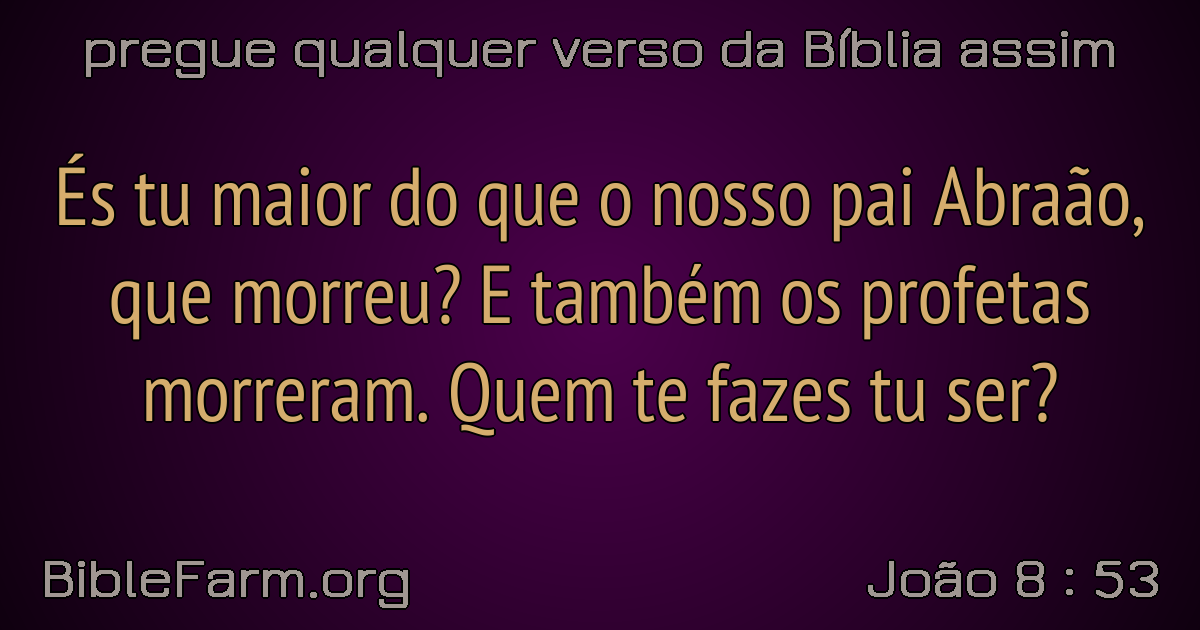 pregue qualquer verso da Bíblia assim
És tu maior do que o nosso pai Abraão,
que morreu? E também os profetas
morreram. Quem te fazes tu ser?
BibleFarm.org
João 8 : 53